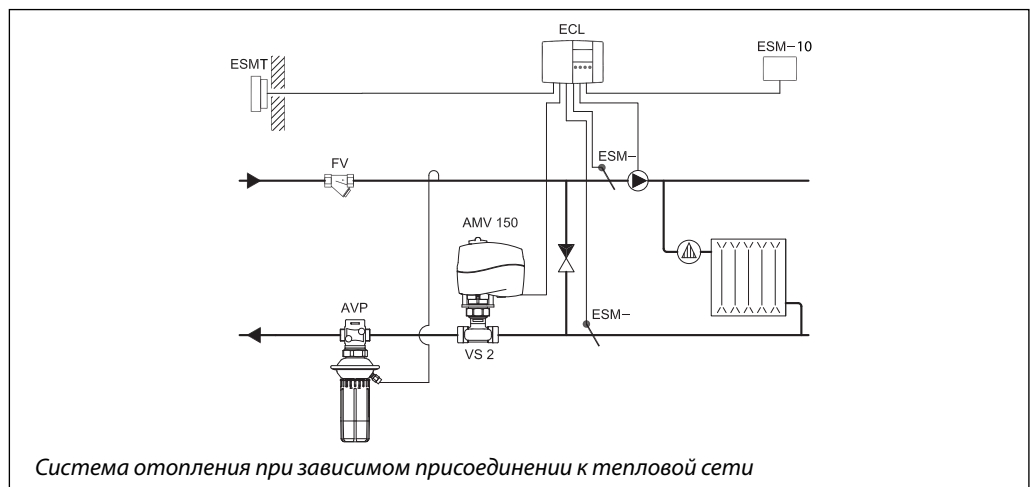 ECL
ESMT
ESM-10
FV
ESM-
AMV 150
AVP
ESM-
VS 2
Система отопления при зависимом присоединении к тепловой сети